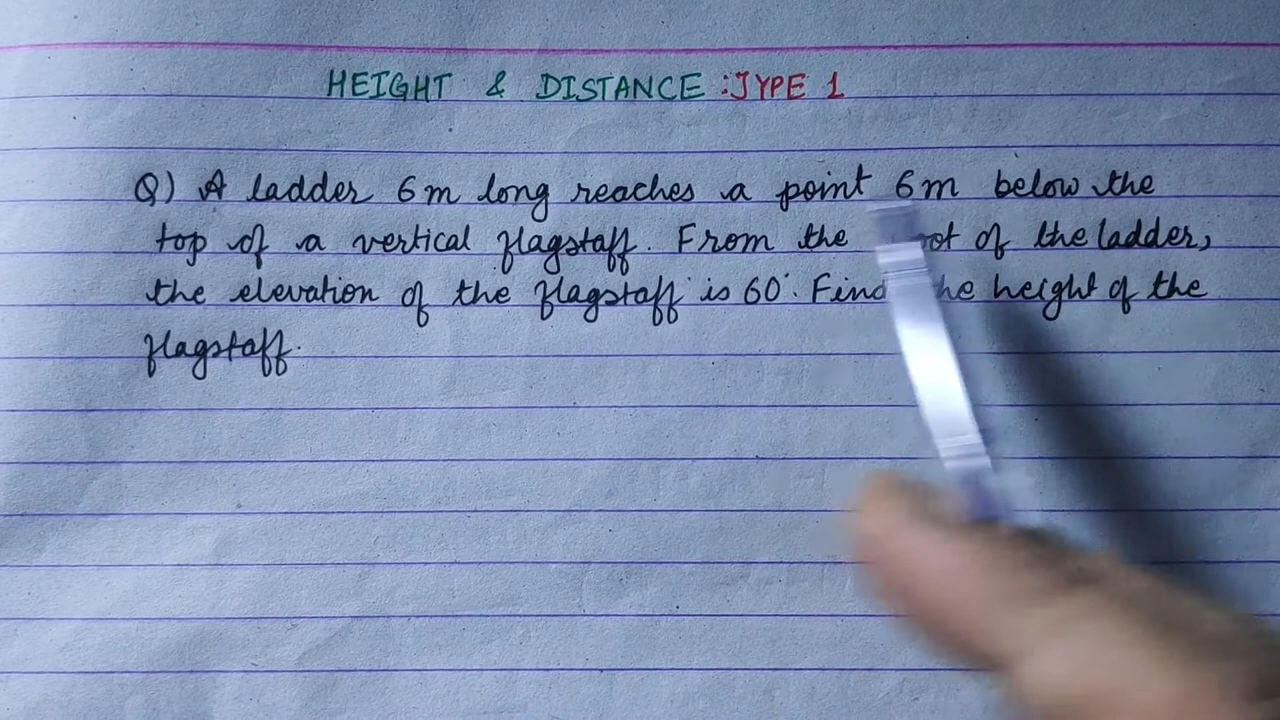 HEIGHT & DISTANCE :TYPE 1
Q) A ladder 6m long reaches a point 6m below the
top of a vertical flagstaff. From the of the ladder,
the elevation of the flagstaff is 60°. Find the height of the
flagstaff.